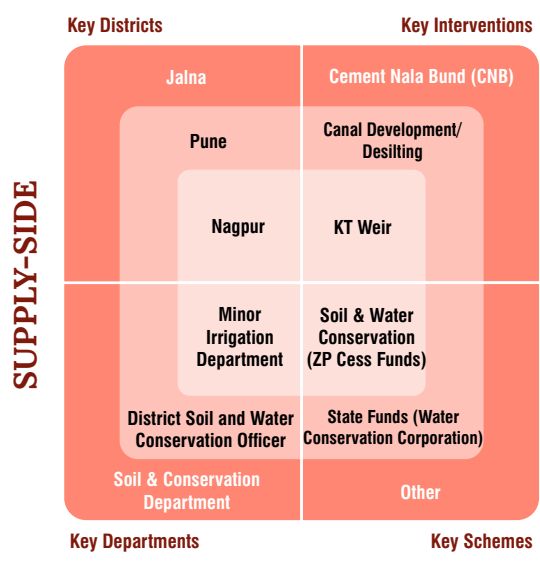 Key Districts
Key Interventions
Jalna
Cement Nala Bund (CNB)
Pune
Canal Development/
Desilting
Nagpur
KT Weir
SUPPLY-SIDE
Minor
Irrigation
Department
Soil & Water
Conservation
(ZP Cess Funds)
District Soil and Water
Conservation Officer
State Funds (Water
Conservation Corporation)
Soil & Conservation
Department
Other
Key Departments
Key Schemes